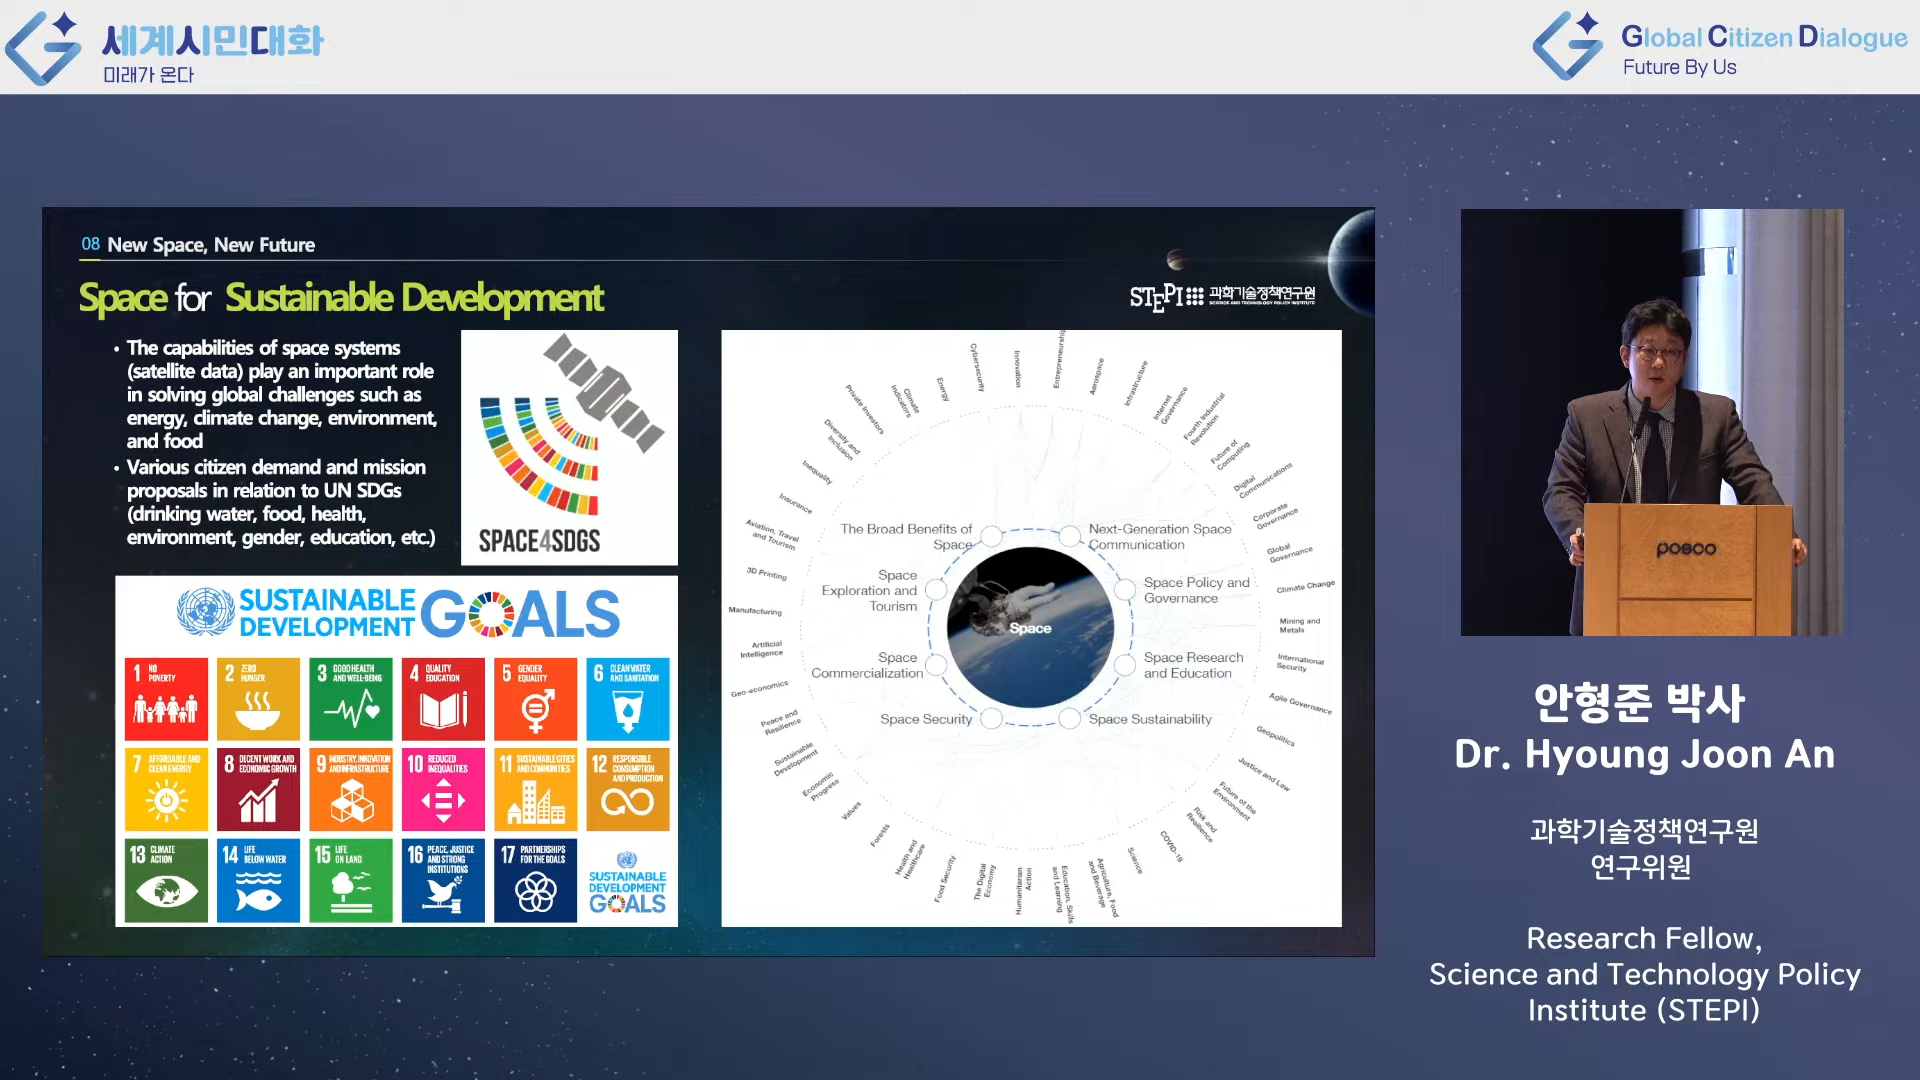 세계시민대화
미래가 온다
Global Citizen Dialogue
Future By Us
08 New Space, New Future
Space for Sustainable Development
STEPI 과학기술정책연구원
SCIENCE AND TECHNOLOGY POLICY INSTITUTE
• The capabilities of space systems
(satellite data) play an important role
in solving global challenges such as
energy, climate change, environment,
and food
• Various citizen demand and mission
proposals in relation to UN SDGs
(drinking water, food, health,
environment, gender, education, etc.)
SPACE4SDGS
SUSTAINABLE
DEVELOPMENT
GOALS
1 NO
POVERTY
2 ZERO
HUNGER
3 GOOD HEALTH
AND WELL-BEING
4 QUALITY
EDUCATION
5 GENDER
EQUALITY
6 CLEAN WATER
AND SANITATION
7 AFFORDABLE AND
CLEAN ENERGY
8 DECENT WORK AND
ECONOMIC GROWTH
9 INDUSTRY, INNOVATION
AND INFRASTRUCTURE
10 REDUCED
INEQUALITIES
11 SUSTAINABLE CITIES
AND COMMUNITIES
12 RESPONSIBLE
CONSUMPTION
AND PRODUCTION
13 CLIMATE
ACTION
14 LIFE
BELOW WATER
15 LIFE
ON LAND
16 PEACE, JUSTICE
AND STRONG
INSTITUTIONS
17 PARTNERSHIPS
FOR THE GOALS
SUSTAINABLE
DEVELOPMENT
GOALS
Space
The Broad Benefits of
Space
Next-Generation Space
Communication
Space
Exploration and
Tourism
Space Policy and
Governance
Space
Commercialization
Space Research
and Education
Space Security
Space Sustainability
Innovation
Entrepreneurship
Aerospace
Infrastructure
Internet
Governance
Fourth Industrial
Revolution
Future of
Computing
Digital
Communications
Corporate
Governance
Global
Governance
Climate Change
Mining and
Metals
International
Security
Agile Governance
Geopolitics
Justice and Law
Future of the
Environment
Risk and
Resilience
COVID-19
Science
Agriculture, Food
and Beverage
Education, Skills
and Learning
Humanitarian
Action
The Digital
Economy
Food Security
Health and
Healthcare
Forests
Values
Economic
Progress
Sustainable
Development
Peace and
Resilience
Geo-economics
Artificial
Intelligence
Manufacturing
3D Printing
Aviation, Travel
and Tourism
Insurance
Inequality
Diversity and
Inclusion
Private Investors
Climate
Indicators
Energy
Cybersecurity
posco
안형준 박사
Dr. Hyoung Joon An
과학기술정책연구원
연구위원
Research Fellow,
Science and Technology Policy
Institute (STEPI)